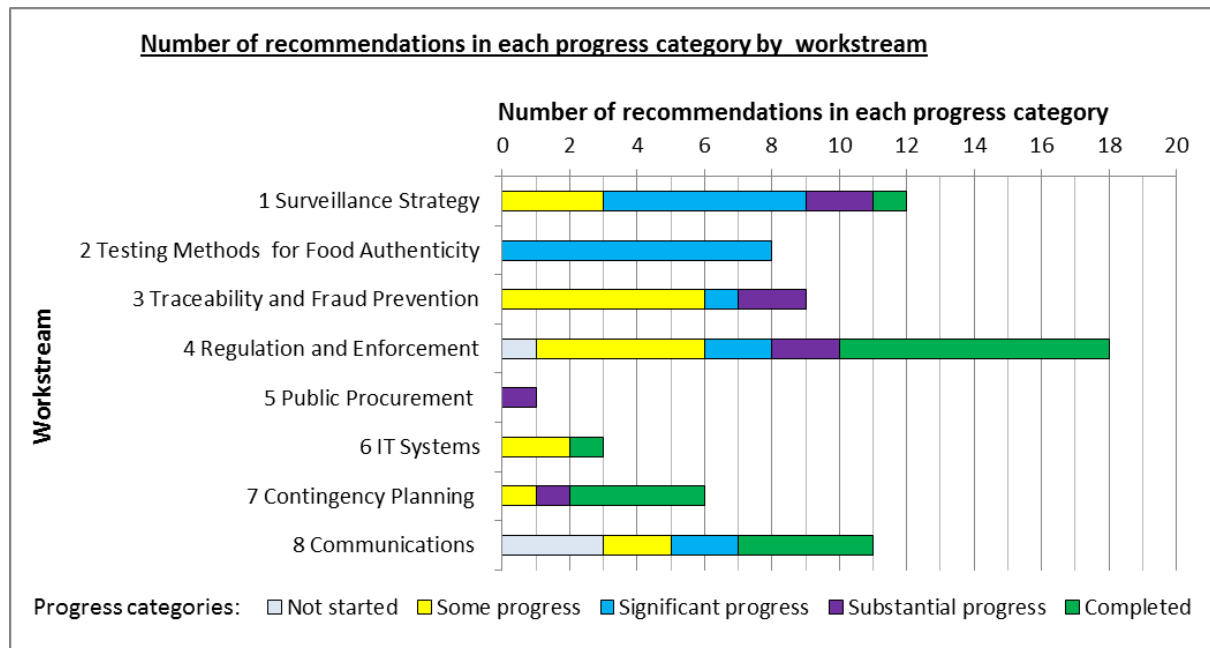 Number of recommendations in each progress category by workstream
Number of recommendations in each progress category
0 2 4 6 8 10 12 14 16 18 20
Workstream
1 Surveillance Strategy
2 Testing Methods for Food Authenticity
3 Traceability and Fraud Prevention
4 Regulation and Enforcement
5 Public Procurement
6 IT Systems
7 Contingency Planning
8 Communications
Progress categories: Not started Some progress Significant progress Substantial progress Completed